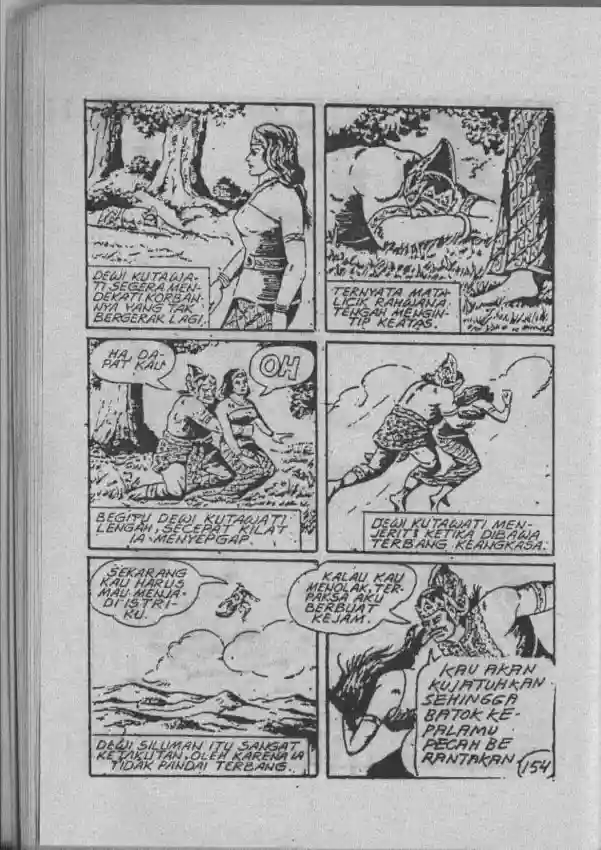 DEWI KUTAWA-
TI SEGERA MEN-
DEKATI KORBAN-
NYA YANG TAK
BERGERAK LAGI.
TERNYATA MATA
LICIK RAHWANA
TENGAH MENGIN-
TIP KEATAS.
HA, DA-
PAT KAU
OH
BEGITU DEWI KUTAWATI
LENGAH, SECEPAT KILAT
IA MENYERGAP
DEWI KUTAWATI MEN-
JERIT² KETIKA DIBAWA
TERBANG KEANGKASA.
SEKARANG
KAU HARUS
MAU MENJA-
DI ISTRI-
KU.
DEWI SILUMAN ITU SANGAT
KETAKUTAN. OLEH KARENA IA
TIDAK PANDAI TERBANG.
KALAU KAU
MENOLAK TER-
PAKSA AKU
BERBUAT
KEJAM.
KAU AKAN
KUJATUHKAN
SEHINGGA
BATOK KE-
PALAMU
PECAH BE
RANTAKAN
154